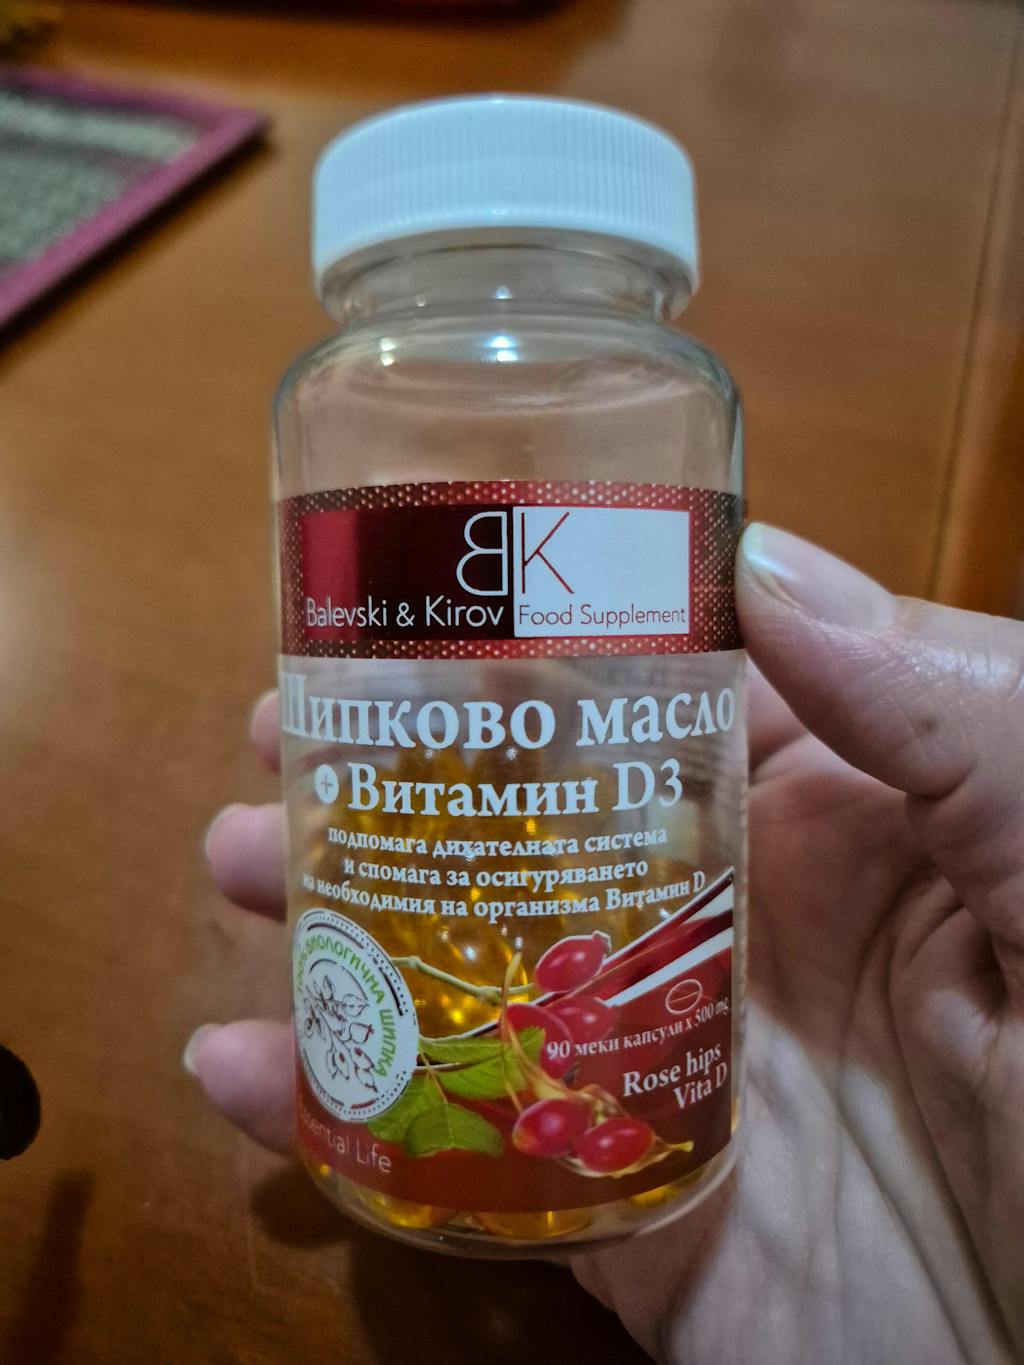 BK
Balevski & Kirov
Food Supplement
Шипково масло
+ Витамин D3
подпомага дихателната система
и спомага за осигуряването
на необходимия на организма Витамин D
100% БИОЛОГИЧНА ШИПКА
90 меки капсули x 500 mg
Rose hips
Vita D
Essential Life